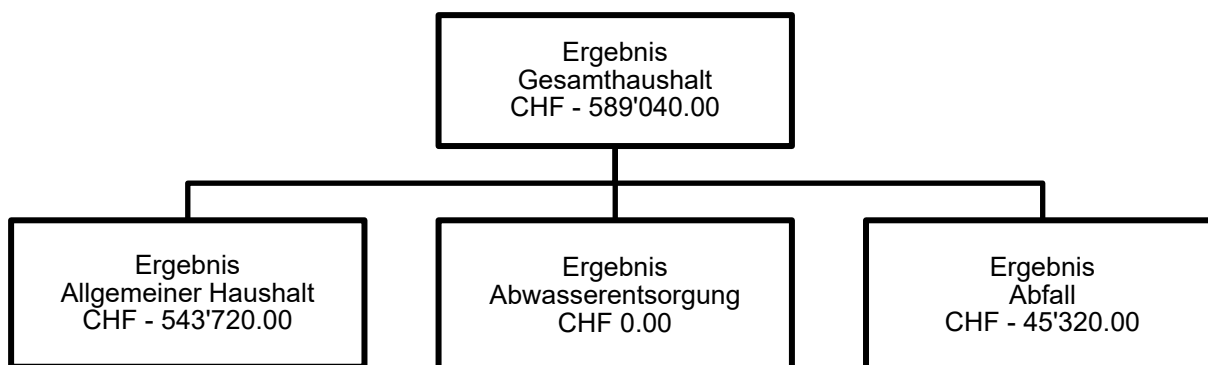 Ergebnis
Gesamthaushalt
CHF - 589'040.00
Ergebnis
Allgemeiner Haushalt
CHF - 543'720.00
Ergebnis
Abwasserentsorgung
CHF 0.00
Ergebnis
Abfall
CHF - 45'320.00